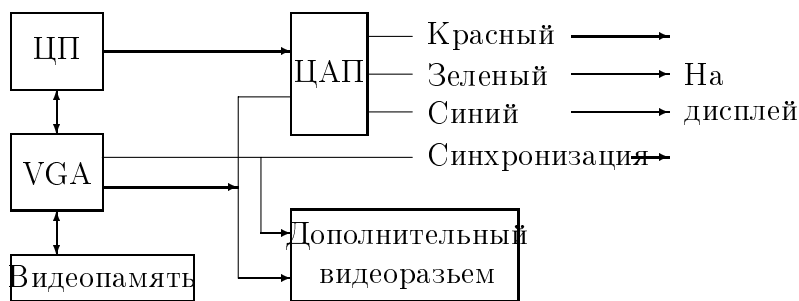 ЦП
ЦАП
Красный
Зеленый
На
Синий
дисплей
VGA
Синхронизация
Дополнительный
видеоразьем
Видеопамять